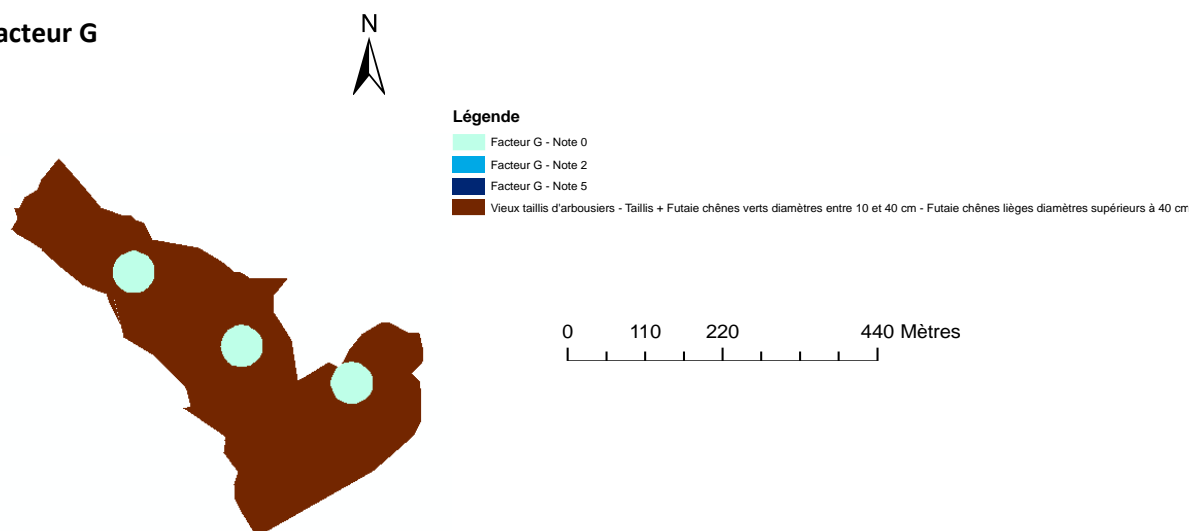 acteur G
N
Légende
Facteur G - Note 0
Facteur G - Note 2
Facteur G - Note 5
Vieux taillis d'arbousiers - Taillis + Futaie chênes verts diamètres entre 10 et 40 cm - Futaie chênes lièges diamètres supérieurs à 40 cm
0 110 220 440 Mètres